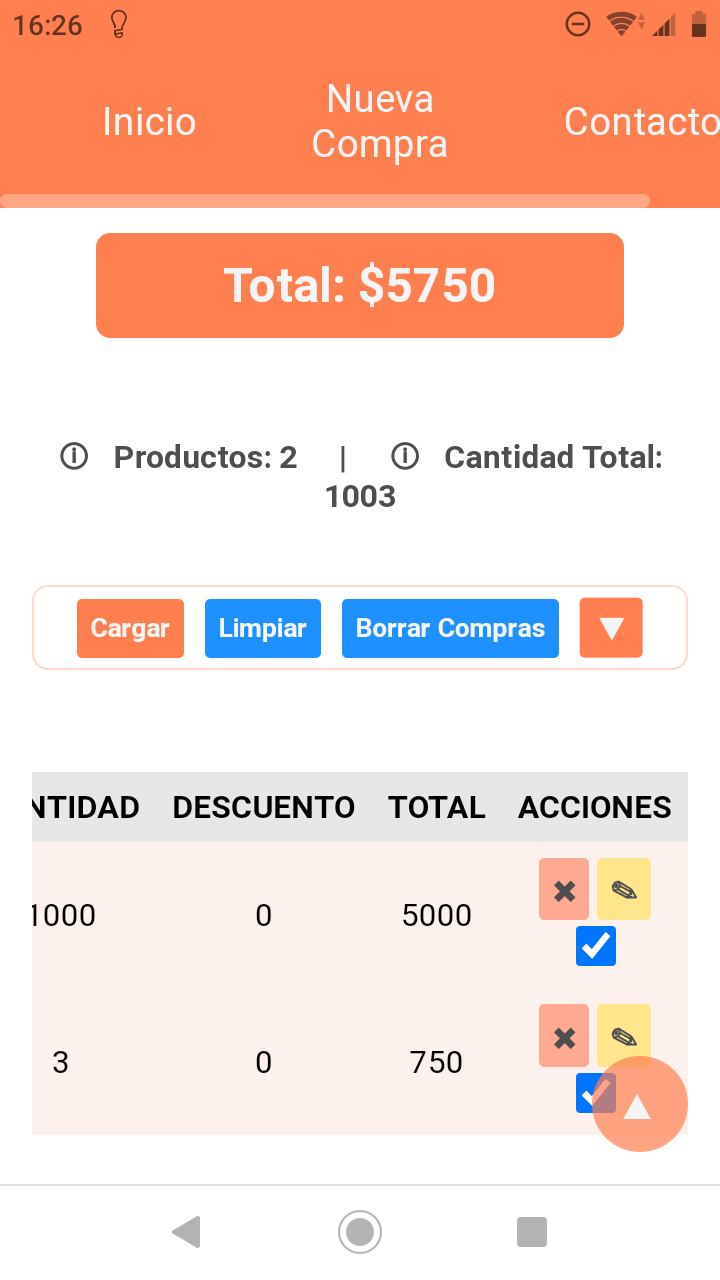 16:26
Inicio
Nueva
Compra
Contacto
Total: $5750
Productos: 2 | Cantidad Total:
1003
Cargar Limpiar Borrar Compras
NTIDAD DESCUENTO TOTAL ACCIONES
1000 0 5000
3 0 750